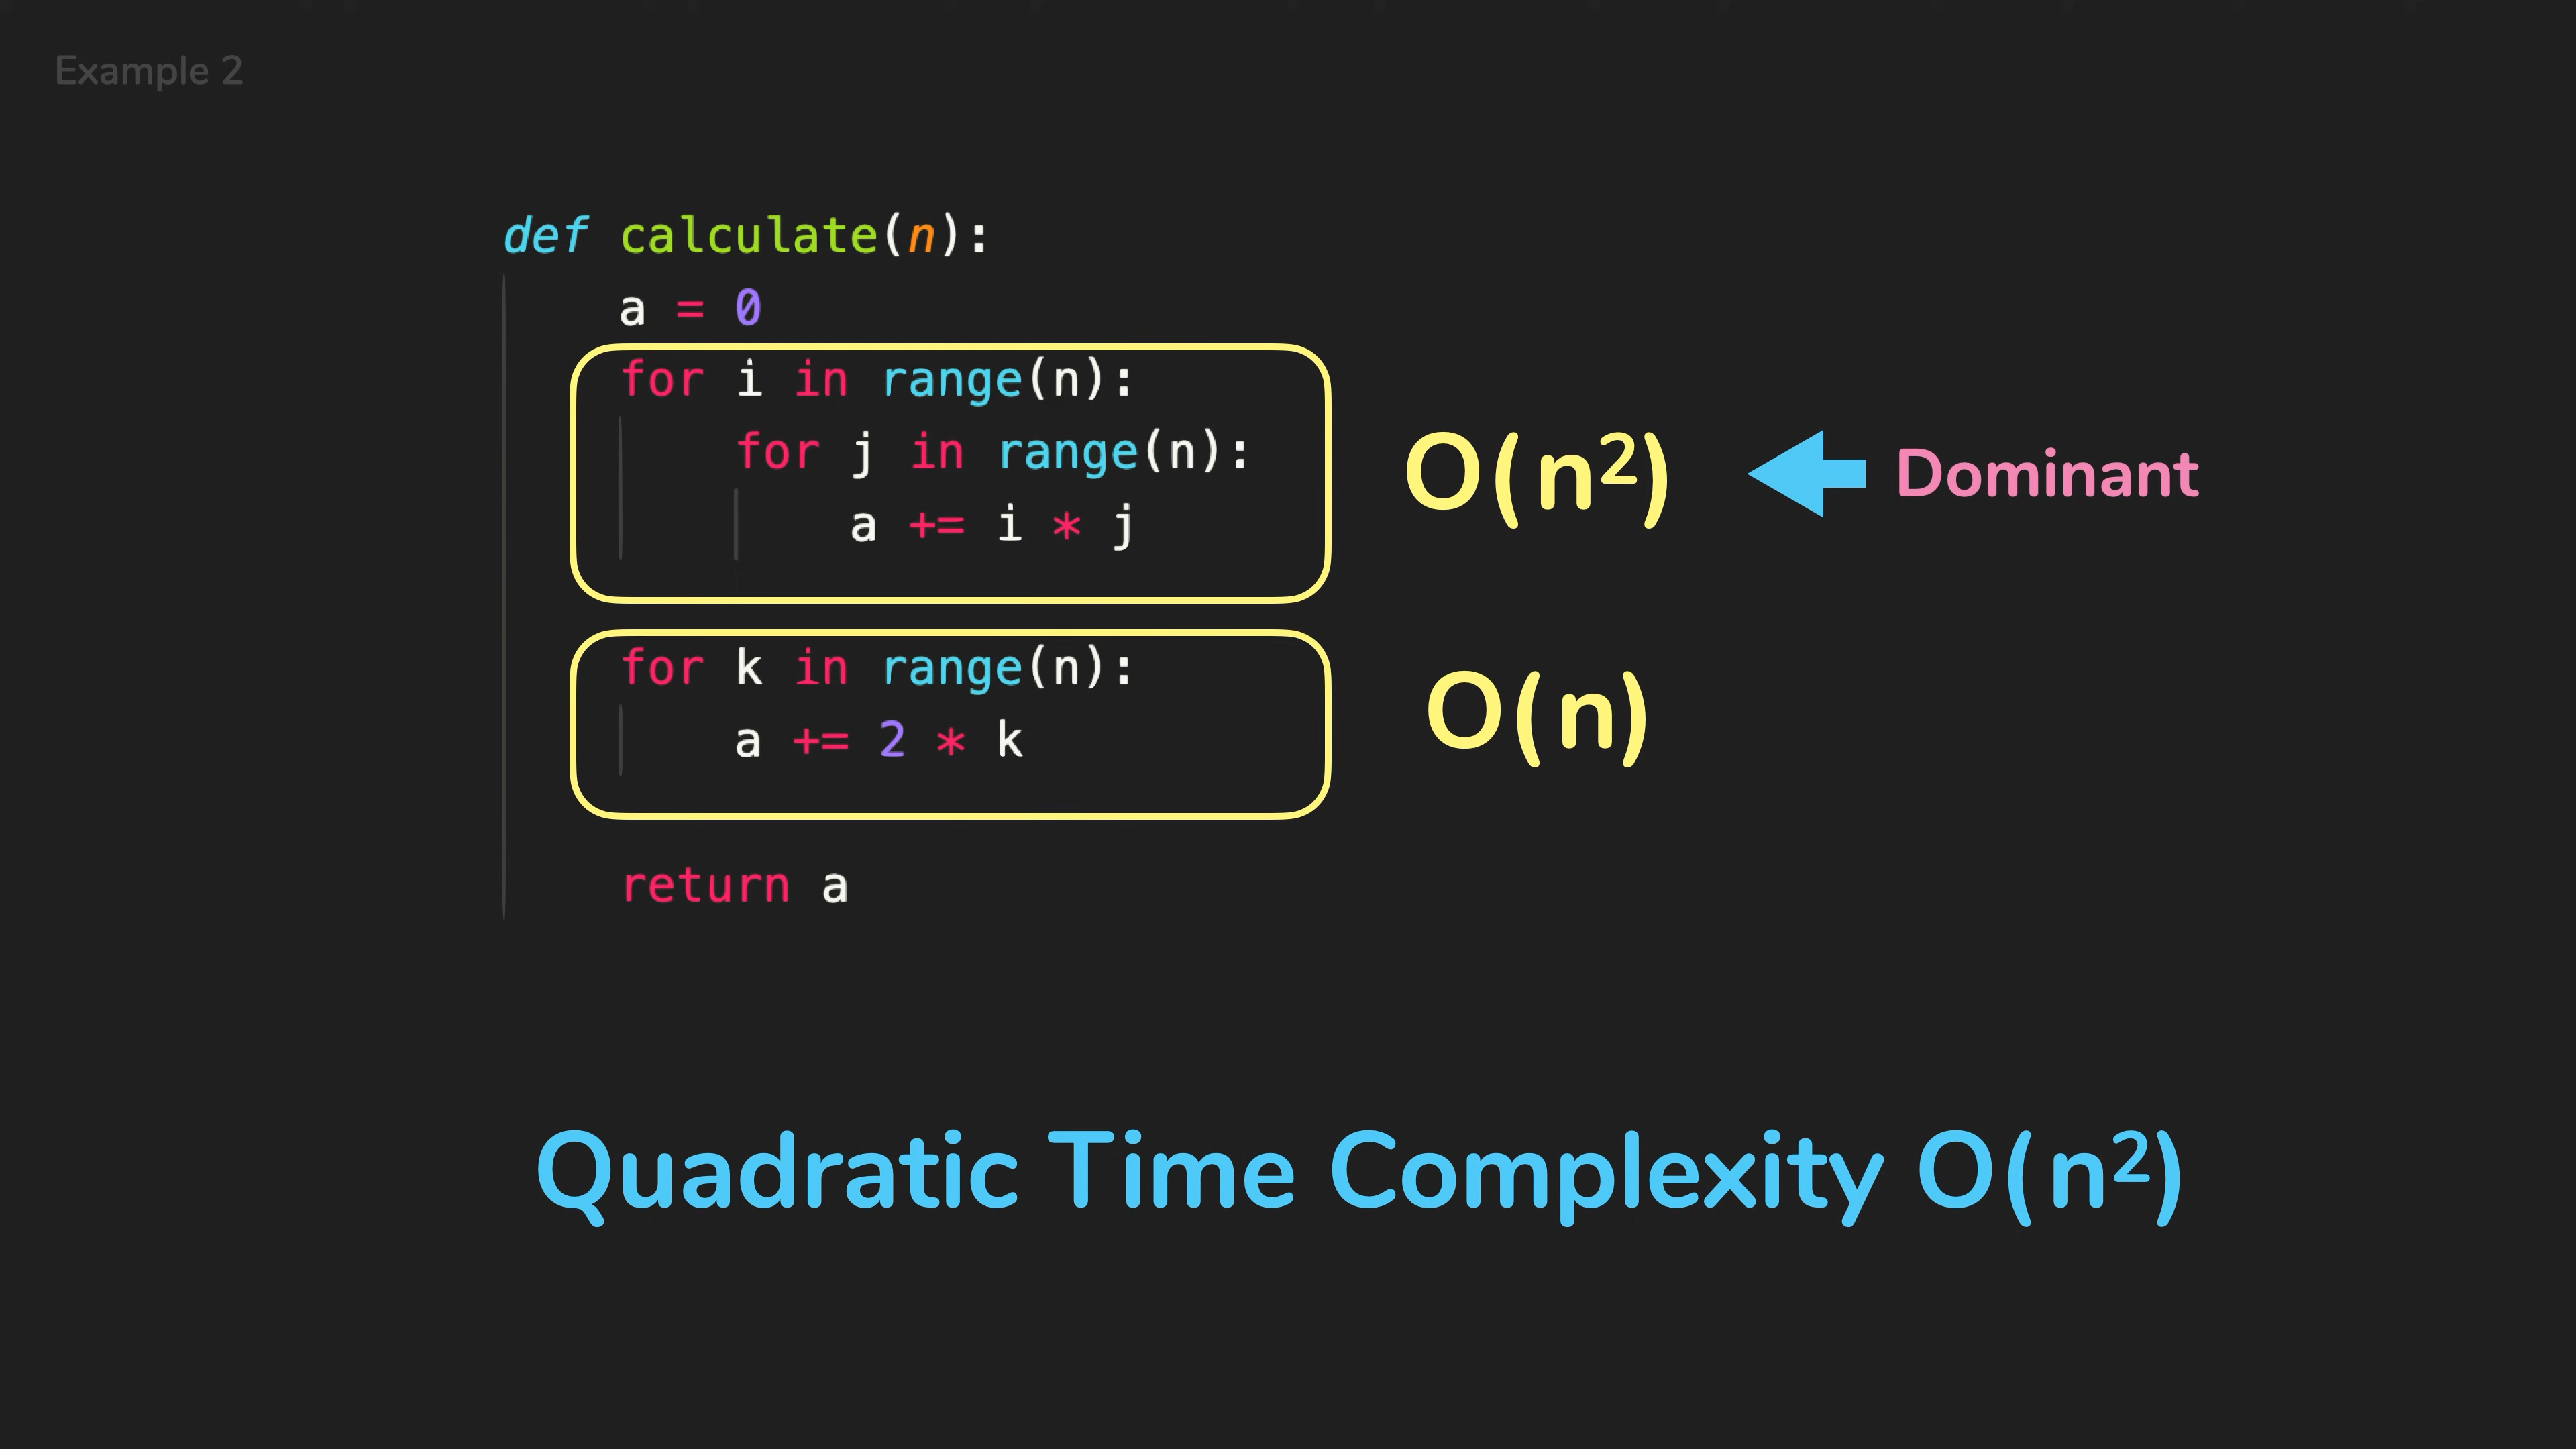 Example 2
def calculate(n):
a = 0
for i in range(n):
for j in range(n):
a += i * j
O(n²)
Dominant
for k in range(n):
a += 2 * k
O(n)
return a
Quadratic Time Complexity O(n²)